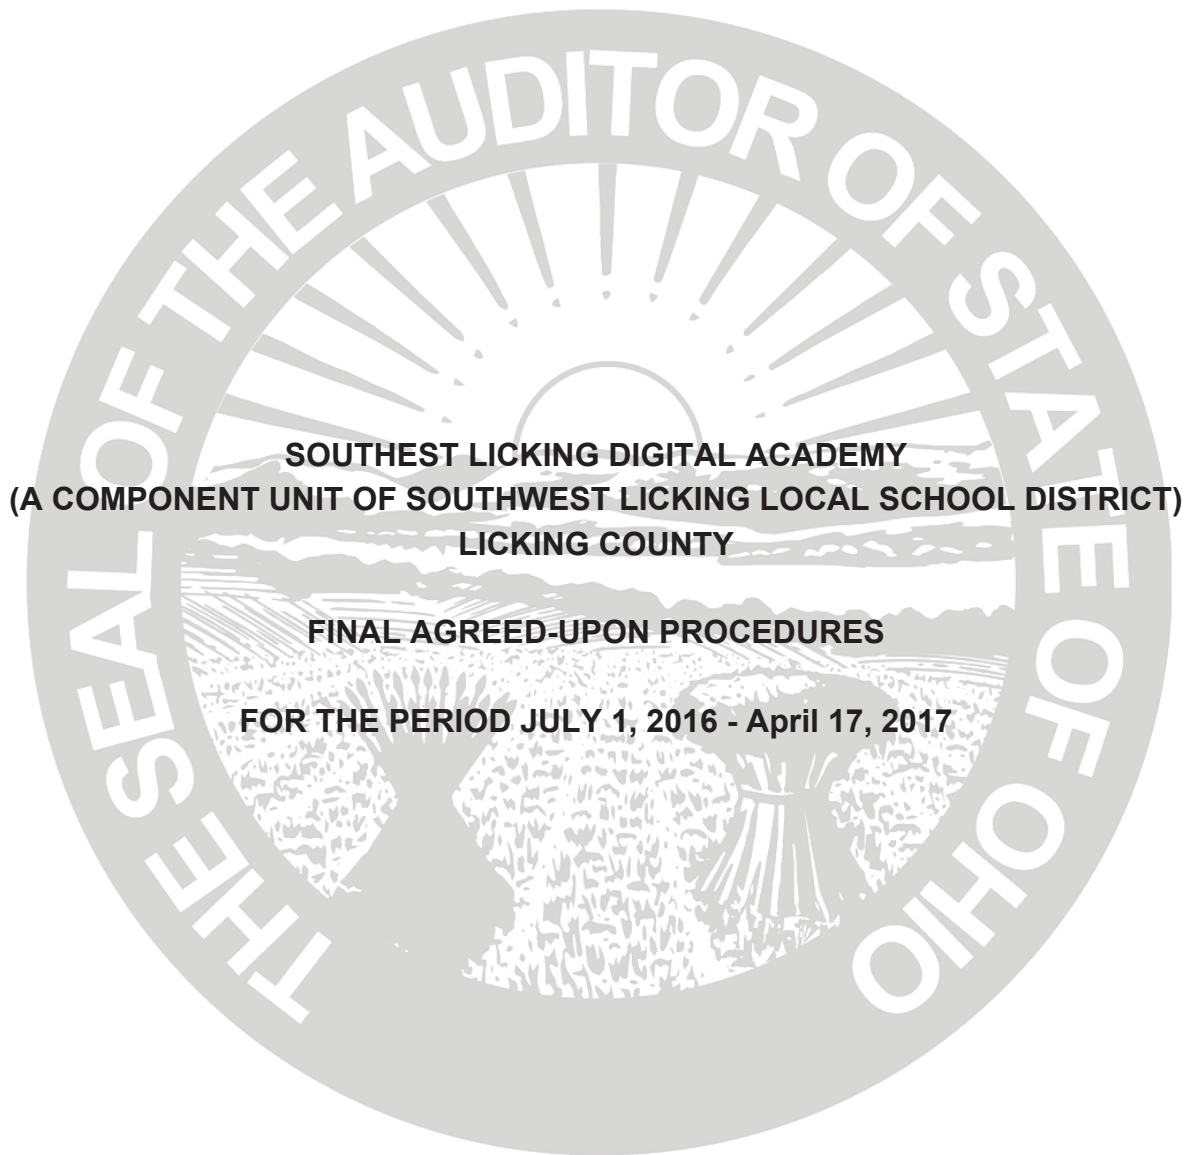 THE SEAL OF THE AUDITOR OF STATE OF OHIO
SOUTHEST LICKING DIGITAL ACADEMY
(A COMPONENT UNIT OF SOUTHWEST LICKING LOCAL SCHOOL DISTRICT)
LICKING COUNTY
FINAL AGREED-UPON PROCEDURES
FOR THE PERIOD JULY 1, 2016 - April 17, 2017